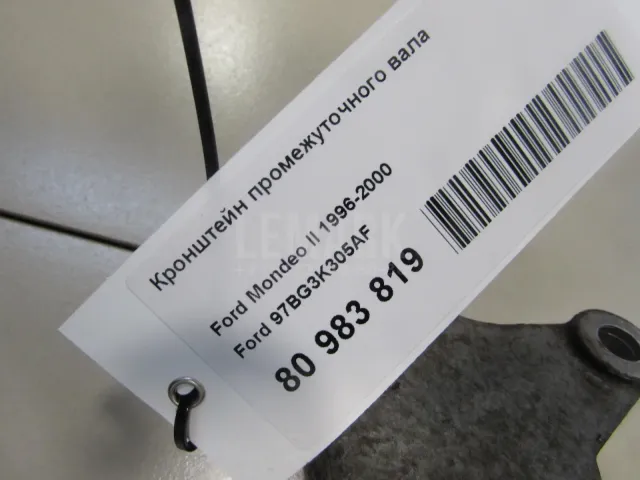 Кронштейн промежуточного вала
Ford Mondeo II 1996-2000
Ford 97BG3K305AF
80 983 819